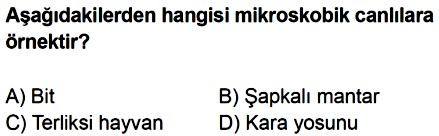 Aşağıdakilerden hangisi mikroskobik canlılara
örnektir?
A) Bit B) Şapkalı mantar
C) Terliksi hayvan D) Kara yosunu